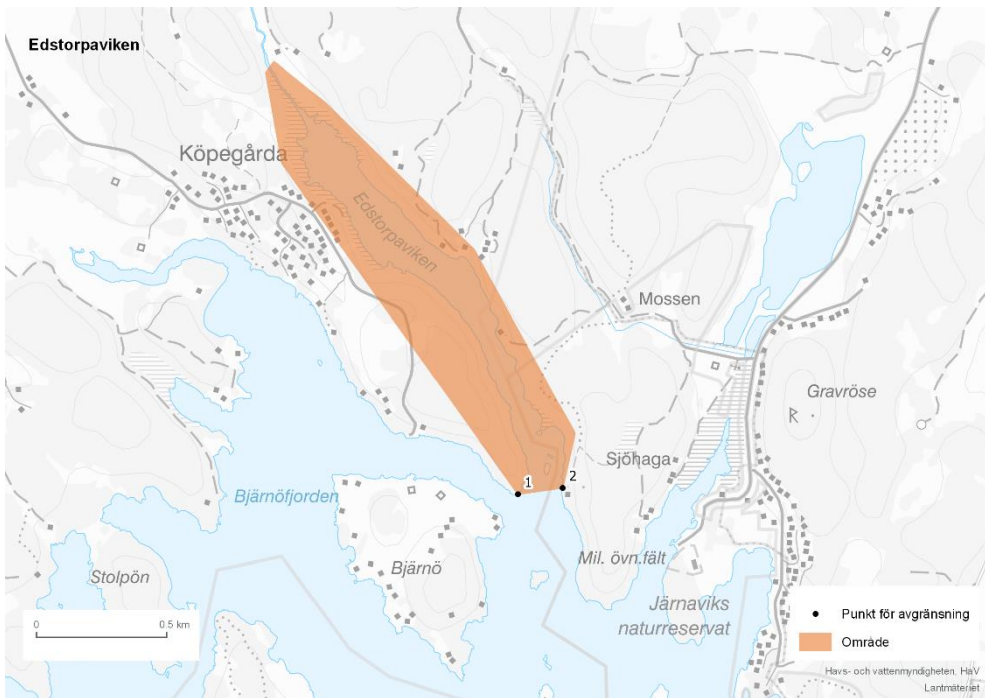 Edstorpaviken
Köpegårda
Edstorpaviken
Mossen
Gravröse
R
Sjöhaga
1
2
Bjärnöfjorden
Mil. övn.fält
Bjärnö
Stolpön
Järnaviks
naturreservat
0
0.5 km
Punkt för avgränsning
Område
Havs- och vattenmyndigheten, HaV
Lantmäteriet